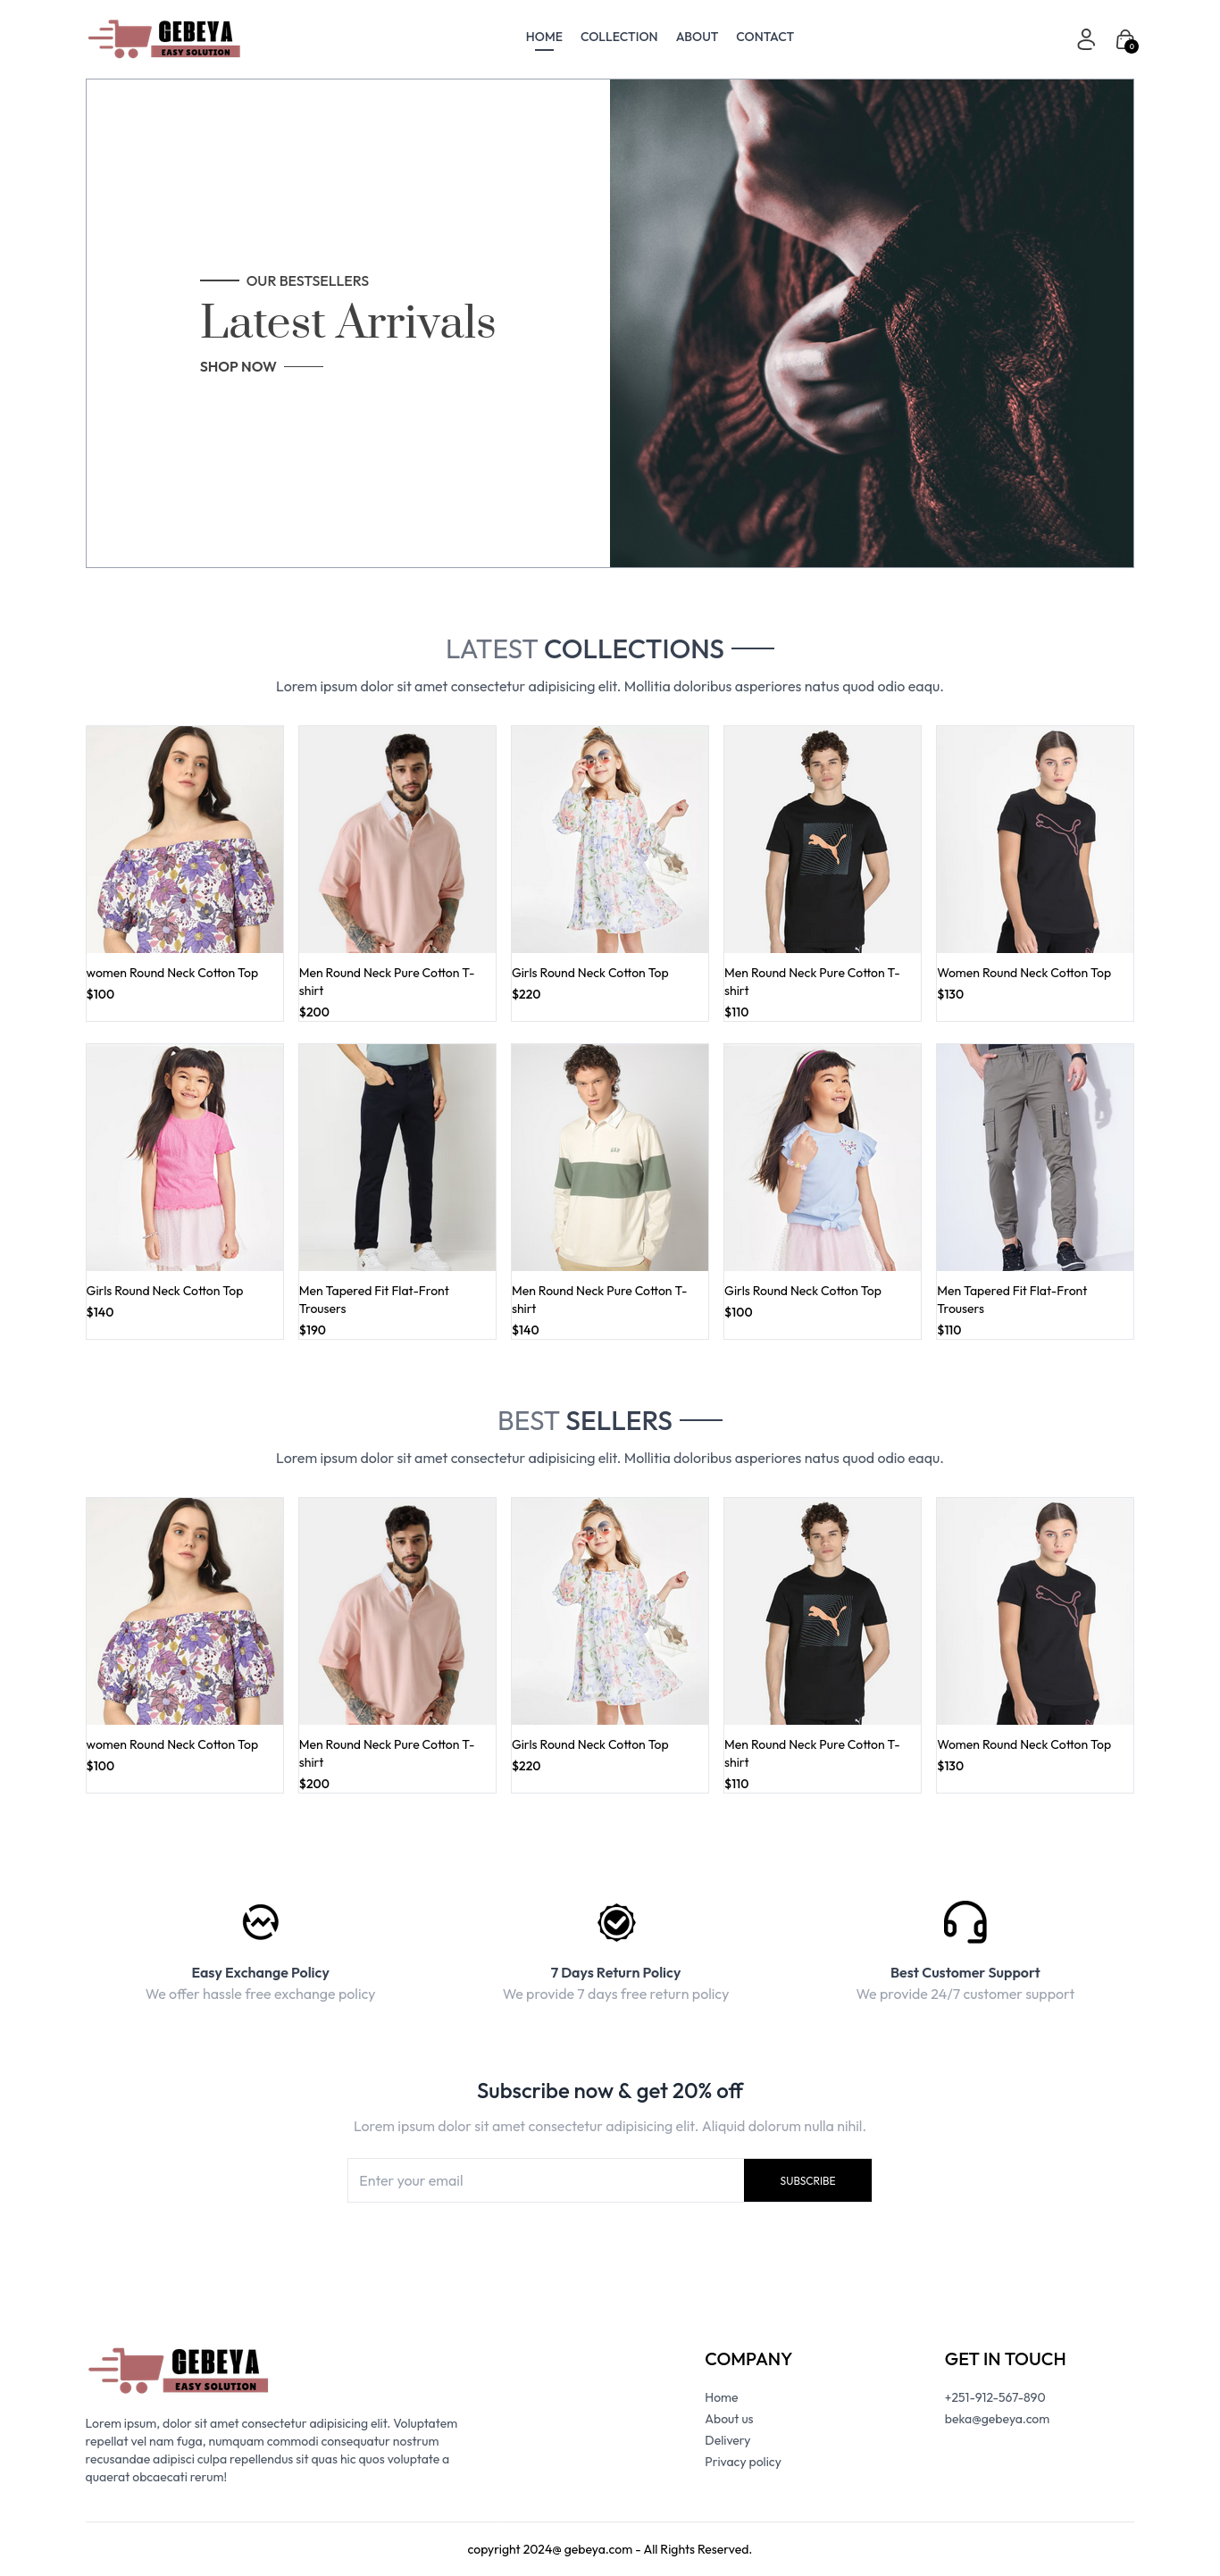 GEBEYA
EASY SOLUTION
HOME COLLECTION ABOUT CONTACT
0
OUR BESTSELLERS
Latest Arrivals
SHOP NOW
LATEST COLLECTIONS
Lorem ipsum dolor sit amet consectetur adipisicing elit. Mollitia doloribus asperiores natus quod odio eaqu.
women Round Neck Cotton Top
$100
Men Round Neck Pure Cotton T-
shirt
$200
Girls Round Neck Cotton Top
$220
Men Round Neck Pure Cotton T-
shirt
$110
Women Round Neck Cotton Top
$130
Girls Round Neck Cotton Top
$140
Men Tapered Fit Flat-Front
Trousers
$190
Men Round Neck Pure Cotton T-
shirt
$140
Girls Round Neck Cotton Top
$100
Men Tapered Fit Flat-Front
Trousers
$110
BEST SELLERS
Lorem ipsum dolor sit amet consectetur adipisicing elit. Mollitia doloribus asperiores natus quod odio eaqu.
women Round Neck Cotton Top
$100
Men Round Neck Pure Cotton T-
shirt
$200
Girls Round Neck Cotton Top
$220
Men Round Neck Pure Cotton T-
shirt
$110
Women Round Neck Cotton Top
$130
Easy Exchange Policy
We offer hassle free exchange policy
7 Days Return Policy
We provide 7 days free return policy
Best Customer Support
We provide 24/7 customer support
Subscribe now & get 20% off
Lorem ipsum dolor sit amet consectetur adipisicing elit. Aliquid dolorum nulla nihil.
Enter your email
SUBSCRIBE
GEBEYA
EASY SOLUTION
Lorem ipsum, dolor sit amet consectetur adipisicing elit. Voluptatem
repellat vel nam fuga, numquam commodi consequatur nostrum
recusandae adipisci culpa repellendus sit quas hic quos voluptate a
quaerat obcaecati rerum!
COMPANY
Home
About us
Delivery
Privacy policy
GET IN TOUCH
+251-912-567-890
beka@gebeya.com
copyright 2024@ gebeya.com - All Rights Reserved.